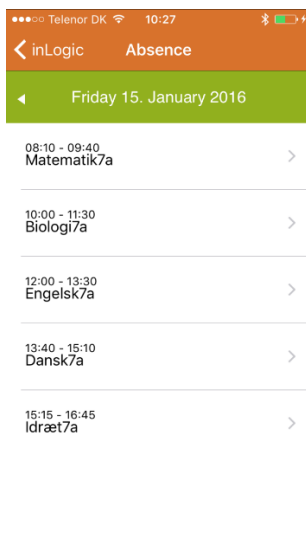 Telenor DK 10:27
inLogic Absence
Friday 15. January 2016
08:10 - 09:40
Matematik7a
10:00 - 11:30
Biologi7a
12:00 - 13:30
Engelsk7a
13:40 - 15:10
Dansk7a
15:15 - 16:45
Idræt7a